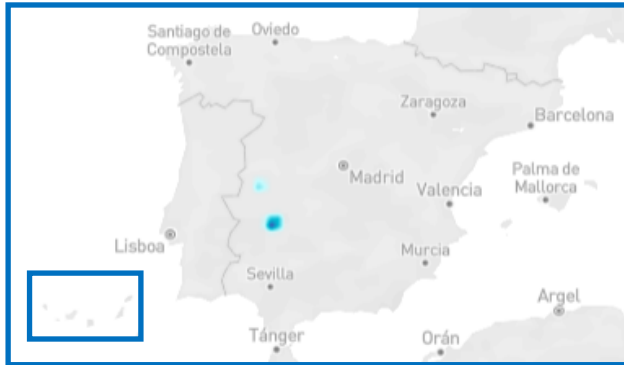 Santiago de
Compostela
Oviedo
Zaragoza
Barcelona
Madrid
Palma de
Mallorca
Valencia
Lisboa
Murcia
Sevilla
Argel
Tánger
Orán